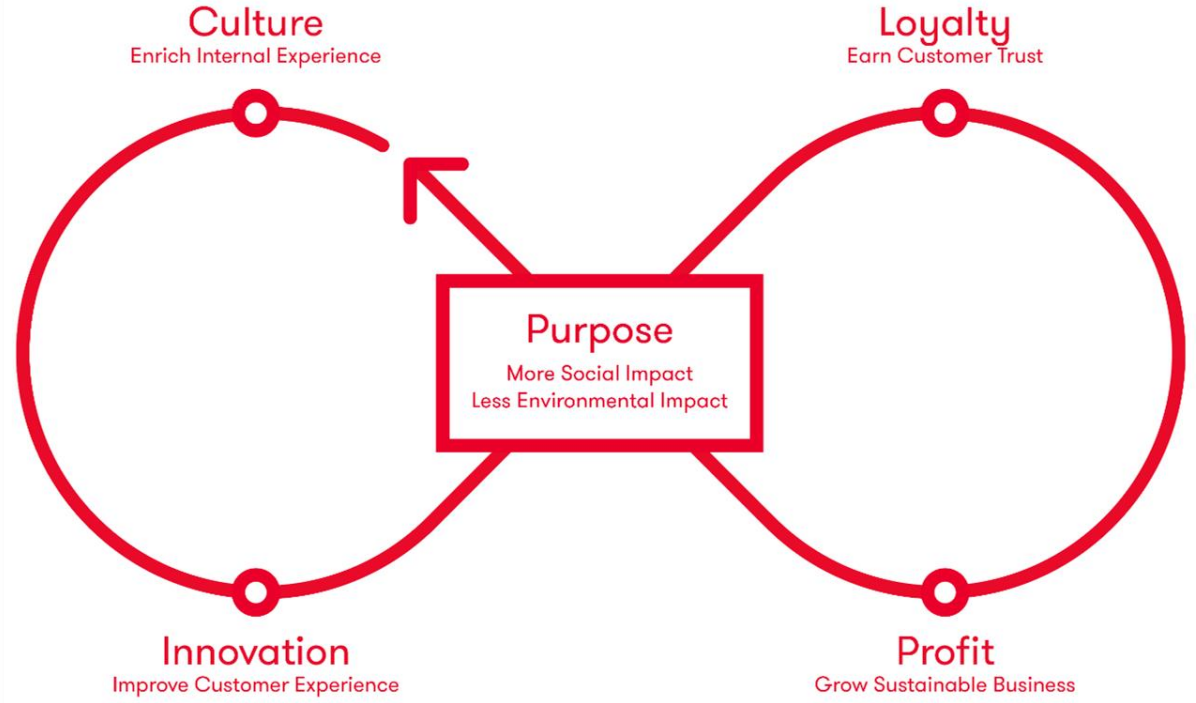 Culture
Enrich Internal Experience
Loyalty
Earn Customer Trust
Purpose
More Social Impact
Less Environmental Impact
Innovation
Improve Customer Experience
Profit
Grow Sustainable Business